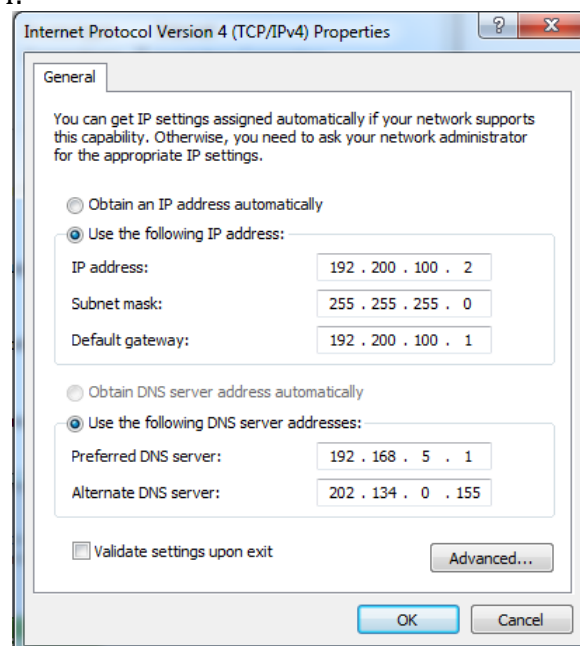 Internet Protocol Version 4 (TCP/IPv4) Properties
General
You can get IP settings assigned automatically if your network supports
this capability. Otherwise, you need to ask your network administrator
for the appropriate IP settings.
Obtain an IP address automatically
Use the following IP address:
IP address: 192 . 200 . 100 . 2
Subnet mask: 255 . 255 . 255 . 0
Default gateway: 192 . 200 . 100 . 1
Obtain DNS server address automatically
Use the following DNS server addresses:
Preferred DNS server: 192 . 168 . 5 . 1
Alternate DNS server: 202 . 134 . 0 . 155
Validate settings upon exit
Advanced...
OK Cancel